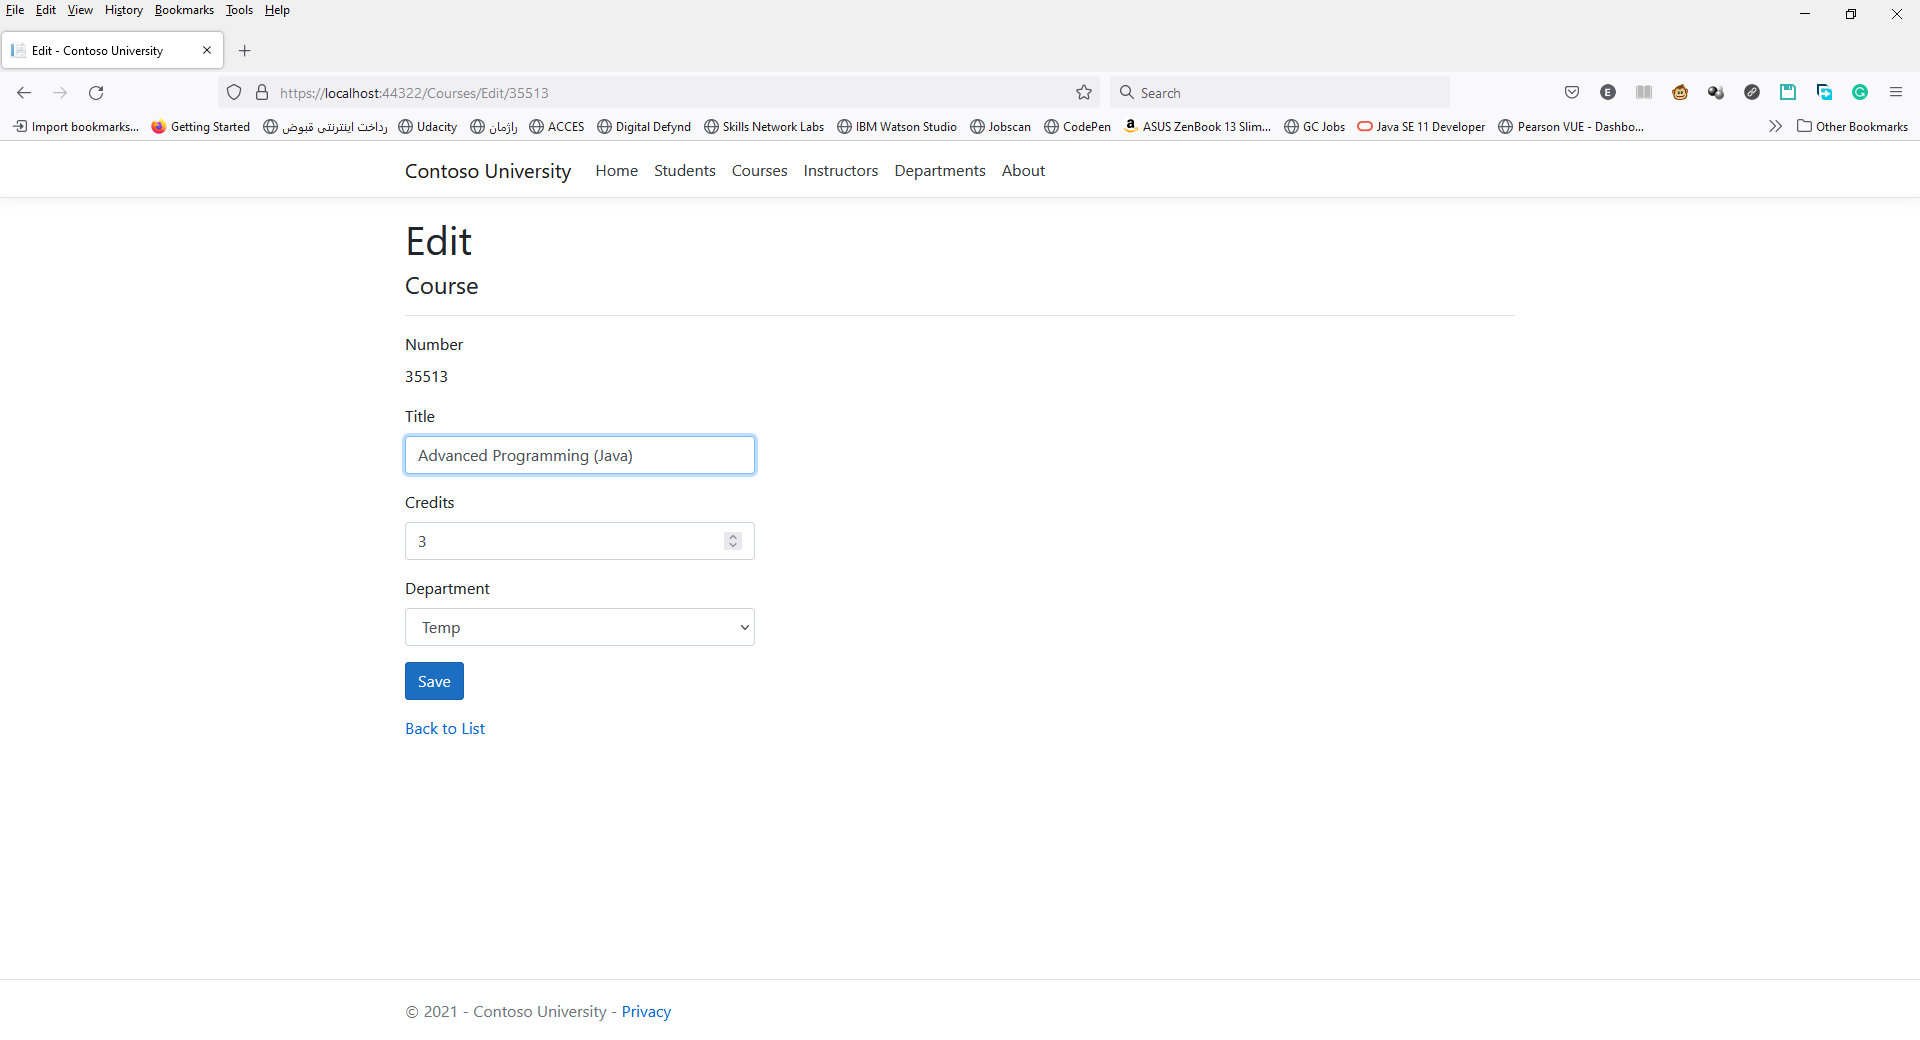 File Edit View History Bookmarks Tools Help
Edit - Contoso University
https://localhost:44322/Courses/Edit/35513
Search
E
Import bookmarks... Getting Started رداخت اینترنتی قبوض Udacity راژمان ACCES Digital Defynd Skills Network Labs IBM Watson Studio Jobscan CodePen ASUS ZenBook 13 Slim... GC Jobs Java SE 11 Developer Pearson VUE - Dashbo... Other Bookmarks
Contoso University Home Students Courses Instructors Departments About
Edit
Course
Number
35513
Title
Advanced Programming (Java)
Credits
3
Department
Temp
Save
Back to List
© 2021 - Contoso University - Privacy